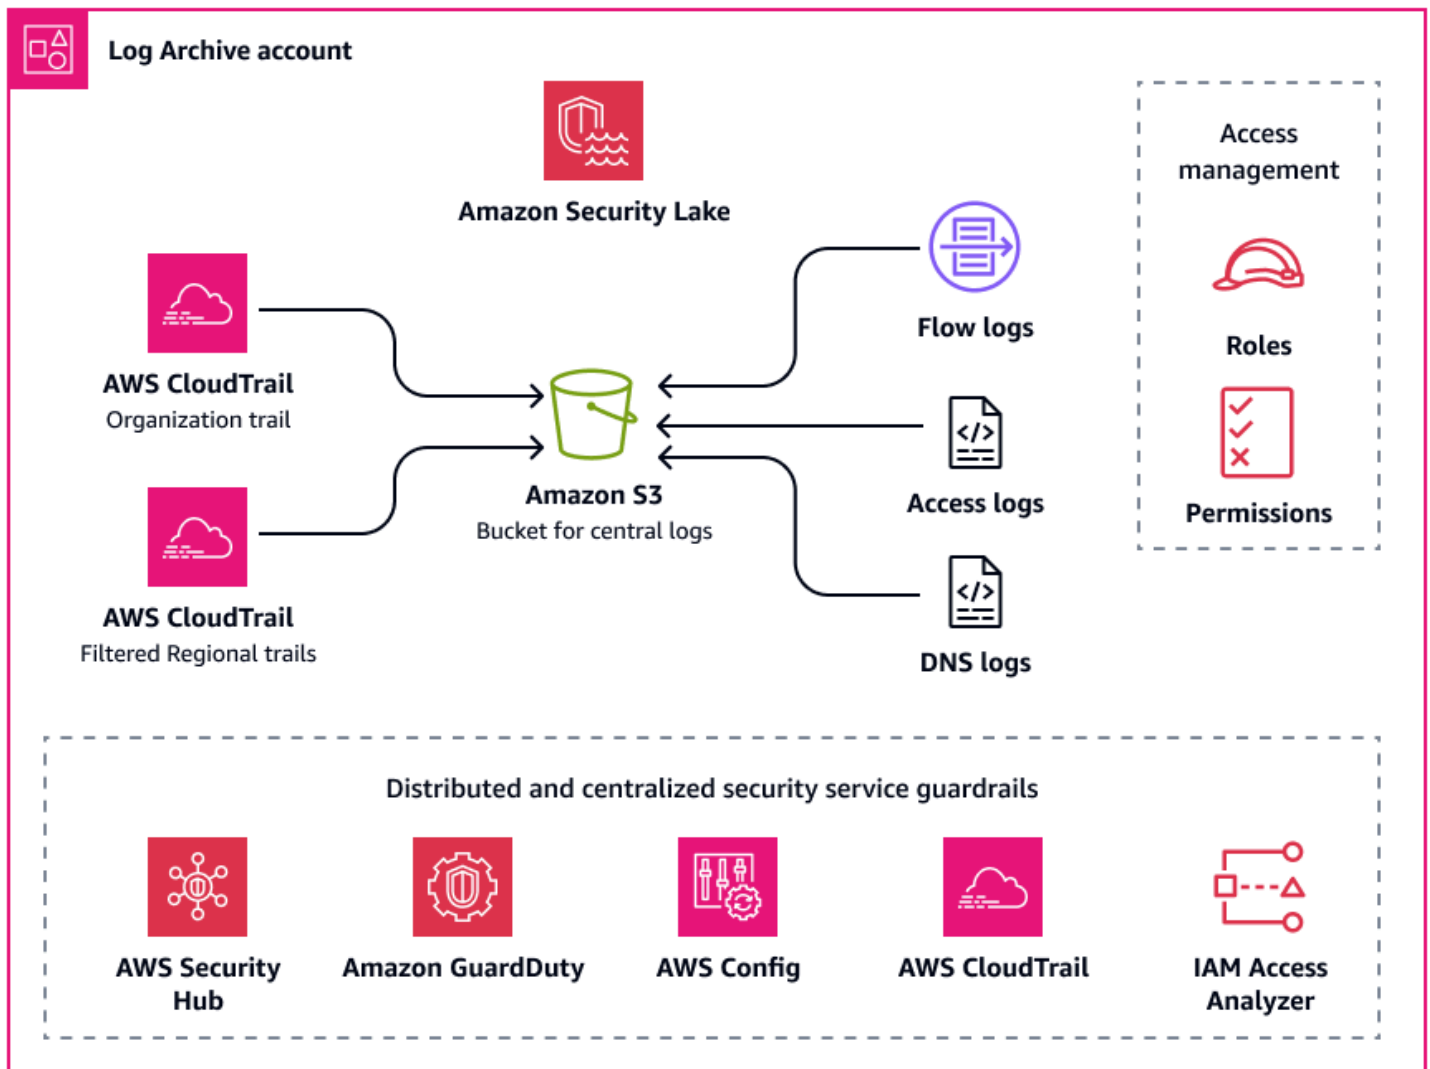 Log Archive account
Amazon Security Lake
AWS CloudTrail
Organization trail
AWS CloudTrail
Filtered Regional trails
Amazon S3
Bucket for central logs
Flow logs
</>
Access logs
</>
DNS logs
Access
management
Roles
Permissions
Distributed and centralized security service guardrails
AWS Security
Hub
Amazon GuardDuty
AWS Config
AWS CloudTrail
IAM Access
Analyzer